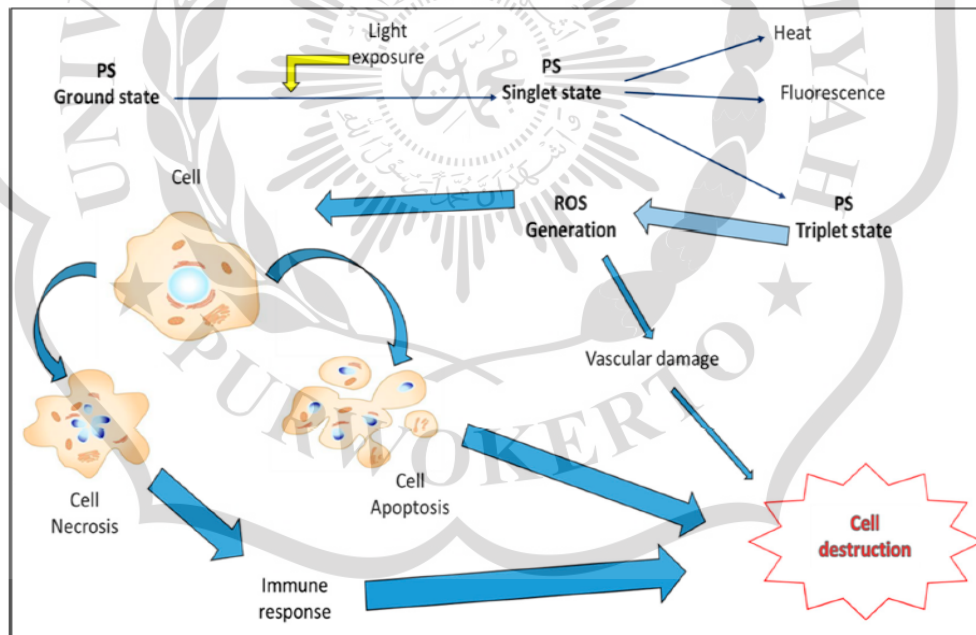 Light
exposure
PS
Ground state
PS
Singlet state
Heat
Fluorescence
Cell
ROS
Generation
PS
Triplet state
Vascular damage
Cell
Necrosis
Cell
Apoptosis
Immune
response
Cell
destruction
PURWOKERTO